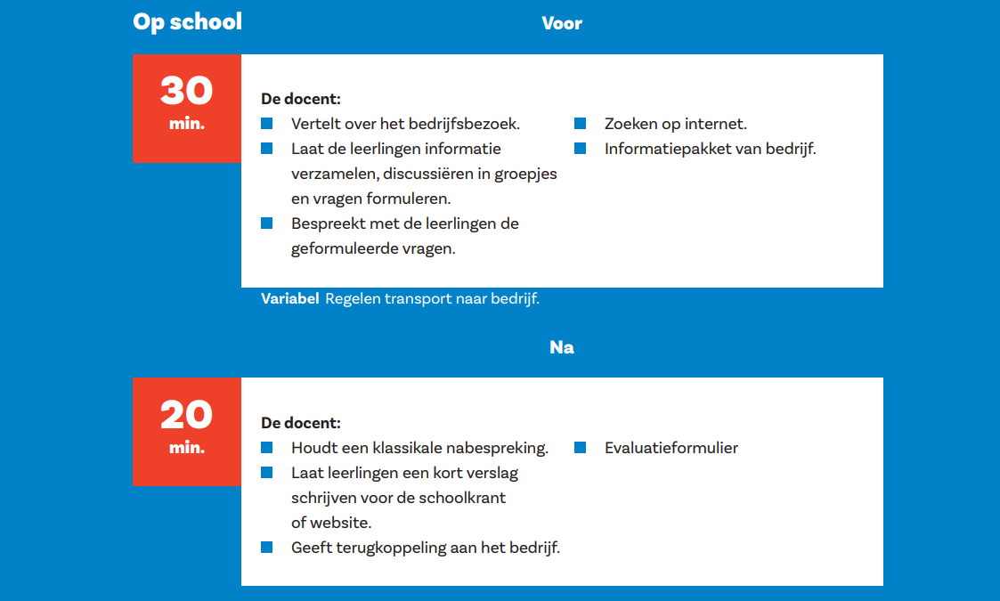 Op school
Voor
30
min.
De docent:
Vertelt over het bedrijfsbezoek.
Laat de leerlingen informatie
verzamelen, discussiëren in groepjes
en vragen formuleren.
Bespreekt met de leerlingen de
geformuleerde vragen.
Zoeken op internet.
Informatiepakket van bedrijf.
Variabel Regelen transport naar bedrijf.
Na
20
min.
De docent:
Houdt een klassikale nabespreking.
Laat leerlingen een kort verslag
schrijven voor de schoolkrant
of website.
Geeft terugkoppeling aan het bedrijf.
Evaluatieformulier